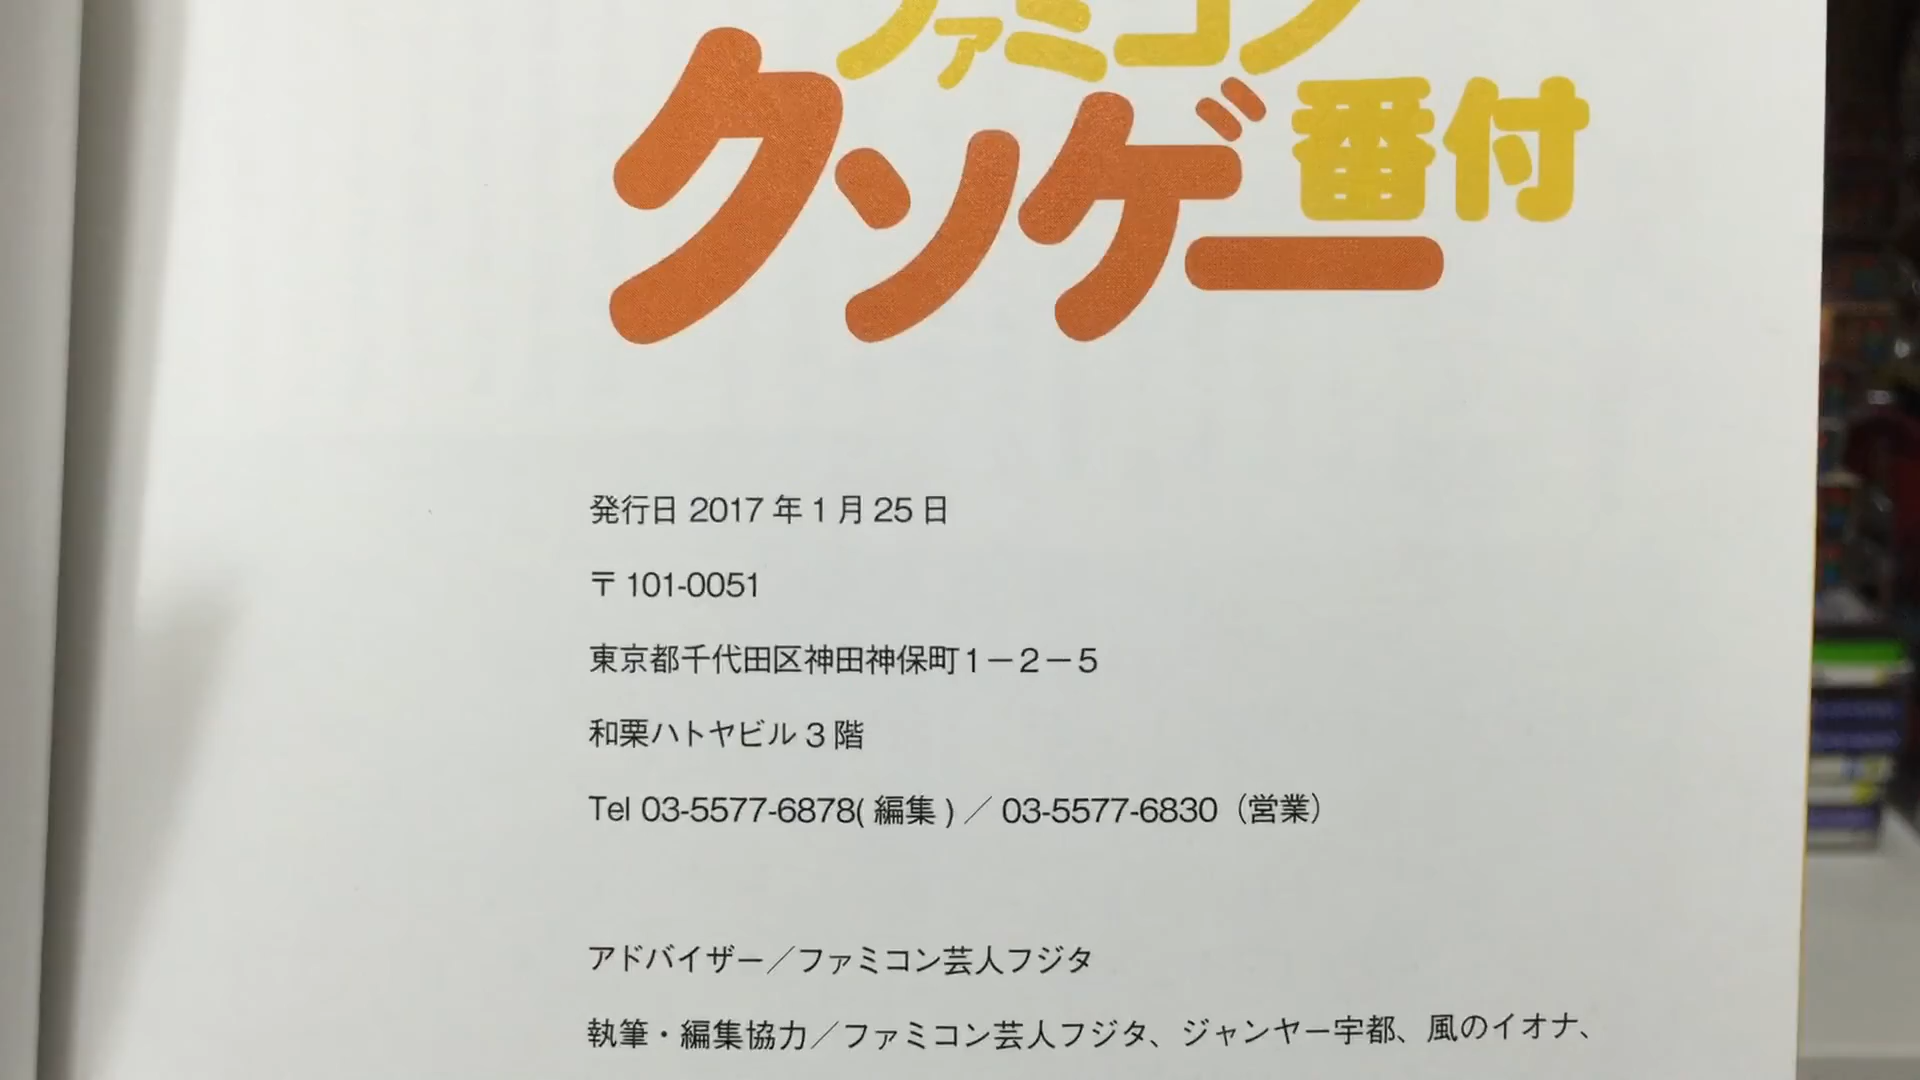 ファミコン
クソゲー番付
発行日 2017 年 1 月 25 日
〒 101-0051
東京都千代田区神田神保町1－2－5
和栗ハトヤビル 3 階
Tel 03-5577-6878( 編集 ) ／ 03-5577-6830（営業）
アドバイザー／ファミコン芸人フジタ
執筆・編集協力／ファミコン芸人フジタ、ジャンヤー宇都、風のイオナ、